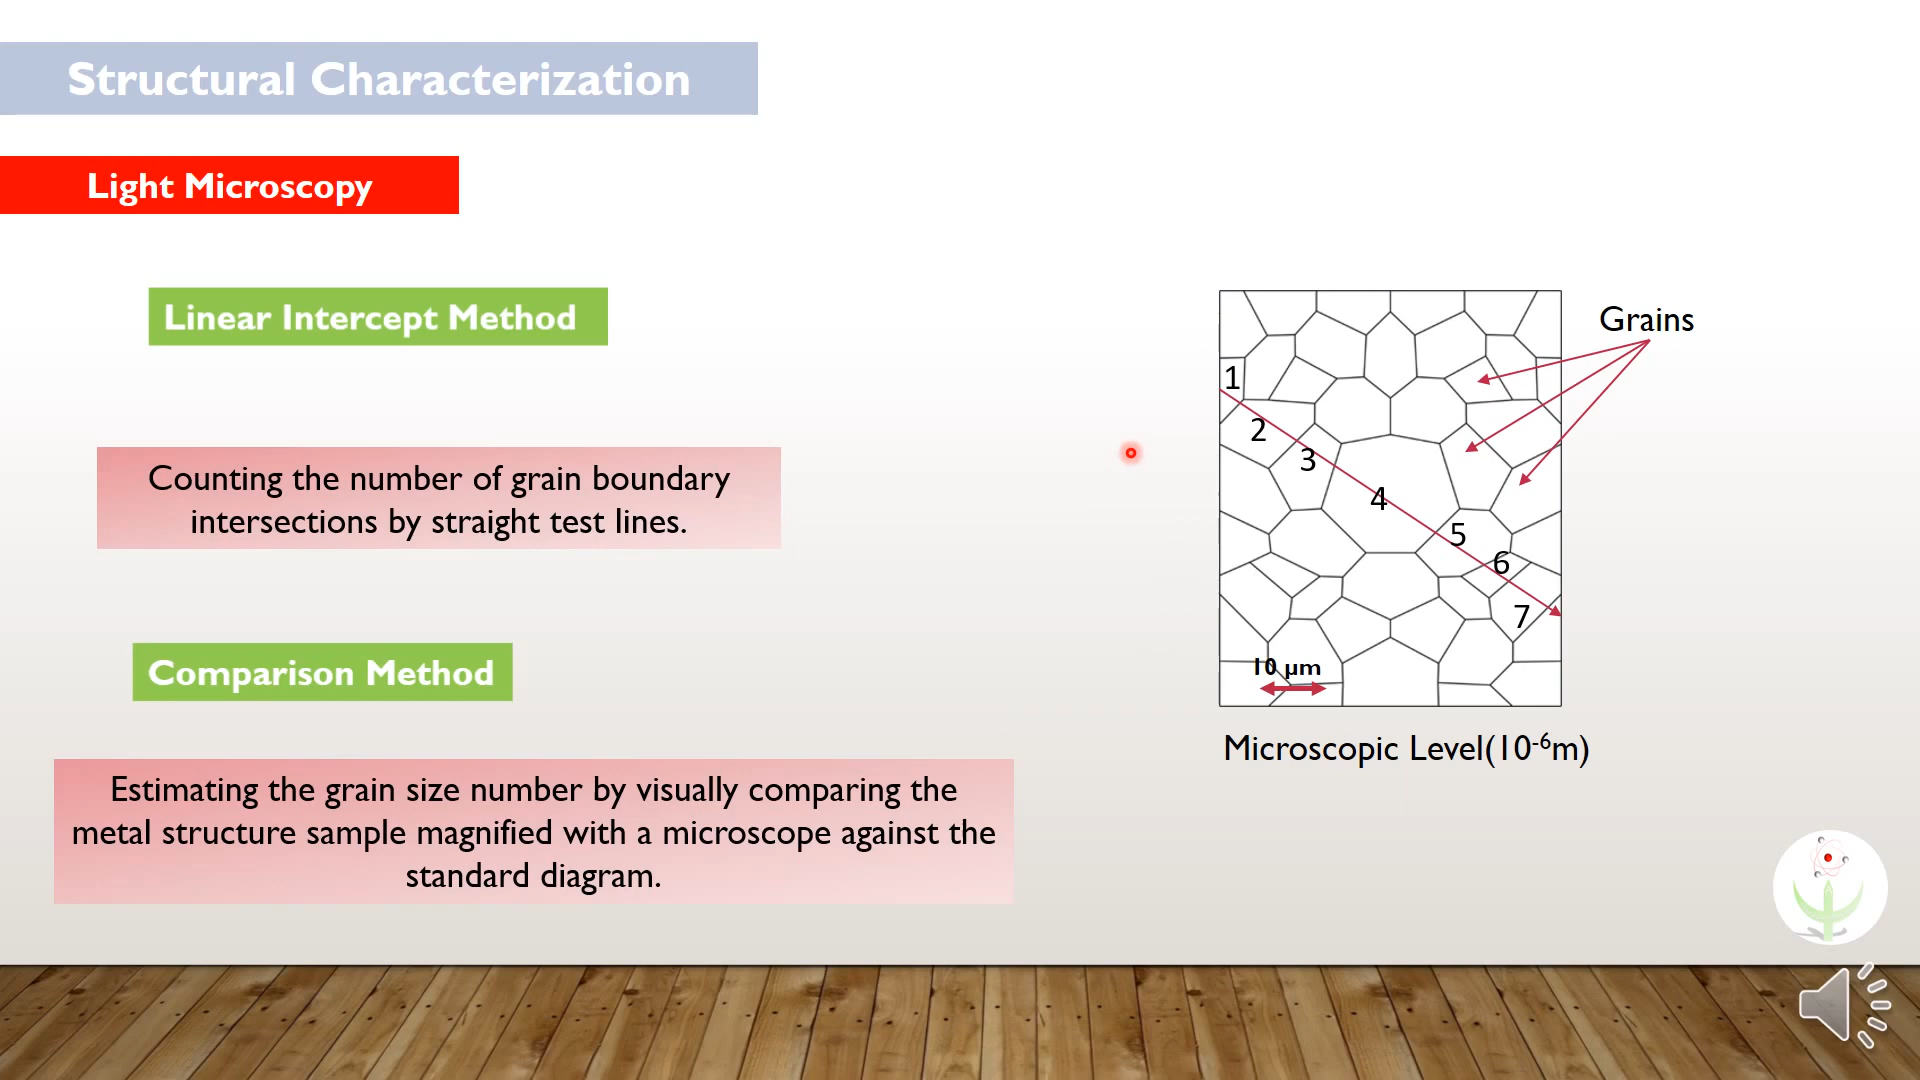 Structural Characterization
Light Microscopy
Linear Intercept Method
Counting the number of grain boundary
intersections by straight test lines.
Comparison Method
Estimating the grain size number by visually comparing the
metal structure sample magnified with a microscope against the
standard diagram.
Grains
1
2
3
4
5
6
7
10 μm
Microscopic Level(10⁻⁶m)